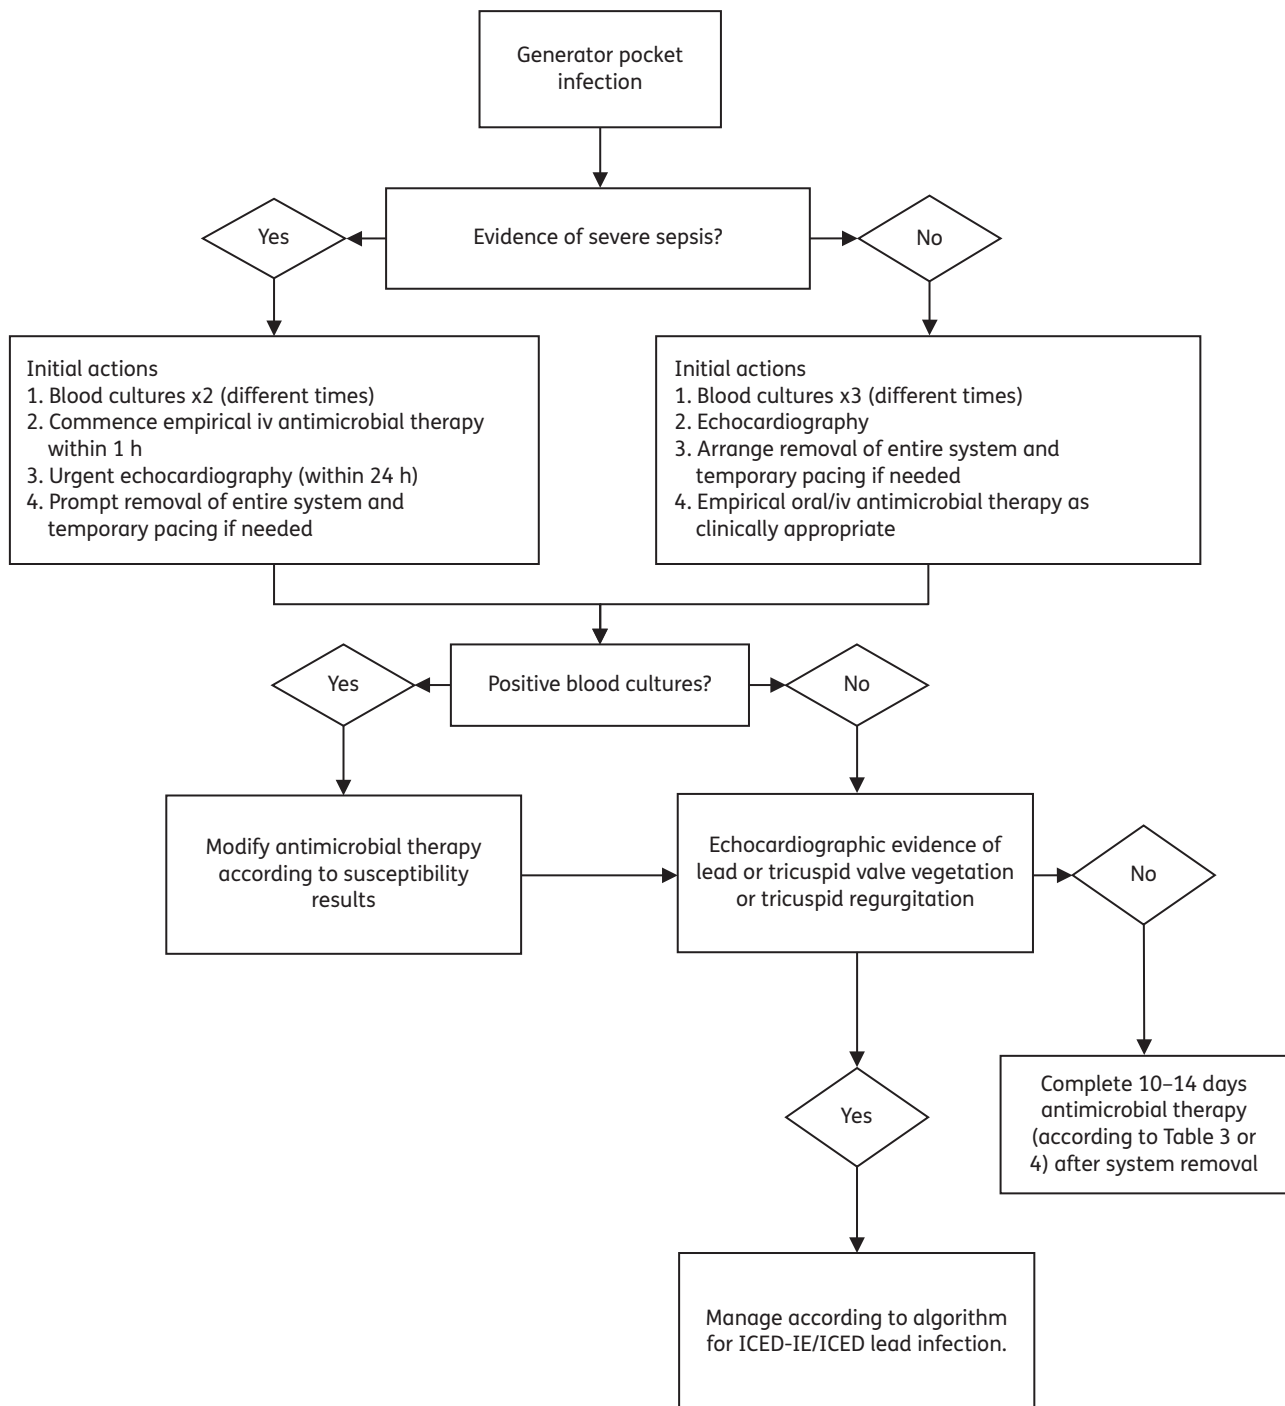 Generator pocket
infection
Evidence of severe sepsis?
Yes
No
Initial actions
1. Blood cultures x2 (different times)
2. Commence empirical iv antimicrobial therapy
within 1 h
3. Urgent echocardiography (within 24 h)
4. Prompt removal of entire system and
temporary pacing if needed
Initial actions
1. Blood cultures x3 (different times)
2. Echocardiography
3. Arrange removal of entire system and
temporary pacing if needed
4. Empirical oral/iv antimicrobial therapy as
clinically appropriate
Positive blood cultures?
Yes
No
Modify antimicrobial therapy
according to susceptibility
results
Echocardiographic evidence of
lead or tricuspid valve vegetation
or tricuspid regurgitation
No
Yes
Complete 10–14 days
antimicrobial therapy
(according to Table 3 or
4) after system removal
Manage according to algorithm
for ICED-IE/ICED lead infection.